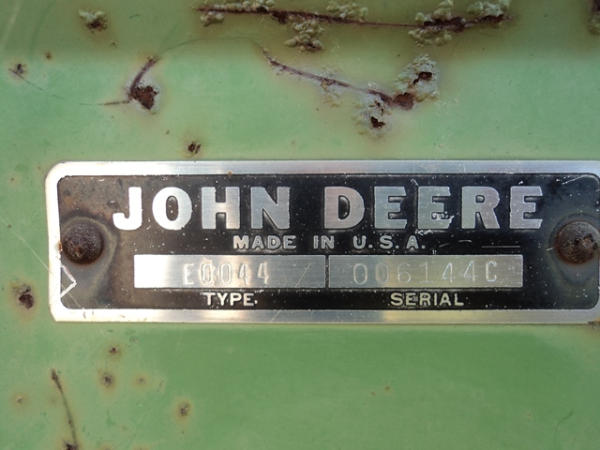 JOHN DEERE
MADE IN U.S.A.
E0044 006144C
TYPE. SERIAL